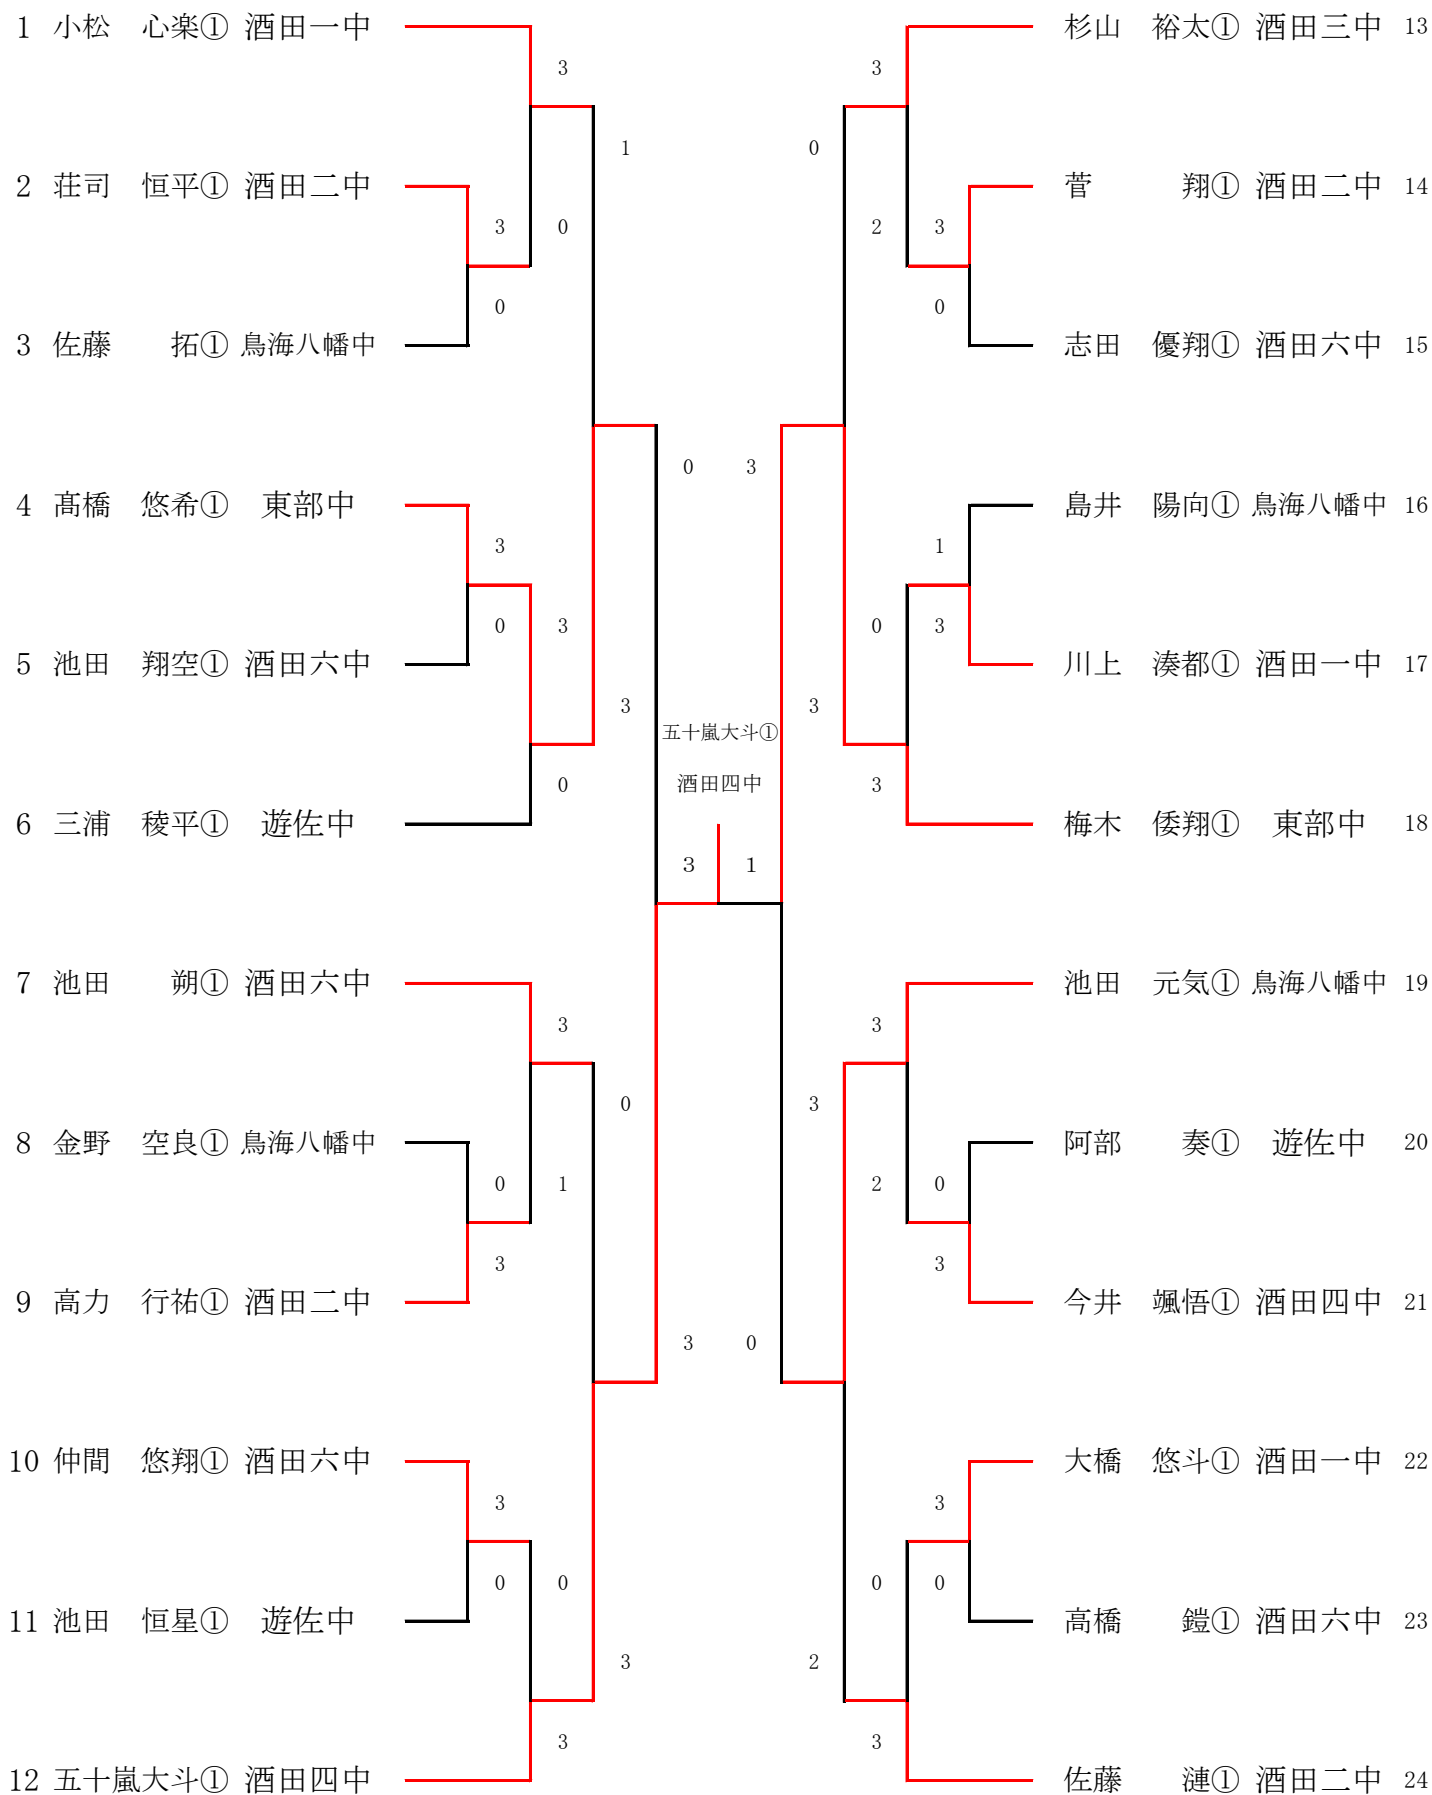 1 小松　心楽① 酒田一中
杉山　裕太① 酒田三中 13
3
3
1
0
2 荘司　恒平① 酒田二中
菅　　　翔① 酒田二中 14
3
0
2
3
0
0
3 佐藤　　拓① 鳥海八幡中
志田　優翔① 酒田六中 15
0
3
4 髙橋　悠希①　東部中
島井　陽向① 鳥海八幡中 16
3
1
0
3
0
3
5 池田　翔空① 酒田六中
川上　湊都① 酒田一中 17
3
3
五十嵐大斗①
酒田四中
0
3
6 三浦　稜平①　遊佐中
梅木　倭翔①　東部中 18
3
1
7 池田　　朔① 酒田六中
池田　元気① 鳥海八幡中 19
3
3
0
3
8 金野　空良① 鳥海八幡中
阿部　　奏①　遊佐中 20
0
1
2
0
3
3
9 高力　行祐① 酒田二中
今井　颯悟① 酒田四中 21
3
0
10 仲間　悠翔① 酒田六中
大橋　悠斗① 酒田一中 22
3
3
0
0
0
0
11 池田　恒星①　遊佐中
高橋　　鎧① 酒田六中 23
3
2
3
3
12 五十嵐大斗① 酒田四中
佐藤　　漣① 酒田二中 24